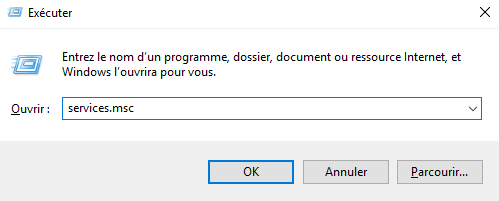 Exécuter
Entrez le nom d’un programme, dossier, document ou ressource Internet, et
Windows l’ouvrira pour vous.
Ouvrir : services.msc
OK Annuler Parcourir...